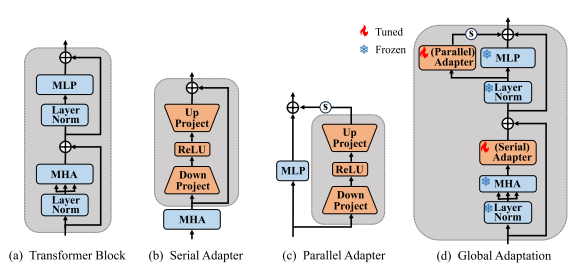 MLP
Layer
Norm
MHA
Layer
Norm
(a) Transformer Block
Up
Project
ReLU
Down
Project
MHA
(b) Serial Adapter
S
MLP
Up
Project
ReLU
Down
Project
(c) Parallel Adapter
Tuned
Frozen
S
(Parallel)
Adapter
MLP
Layer
Norm
(Serial)
Adapter
MHA
Layer
Norm
(d) Global Adaptation